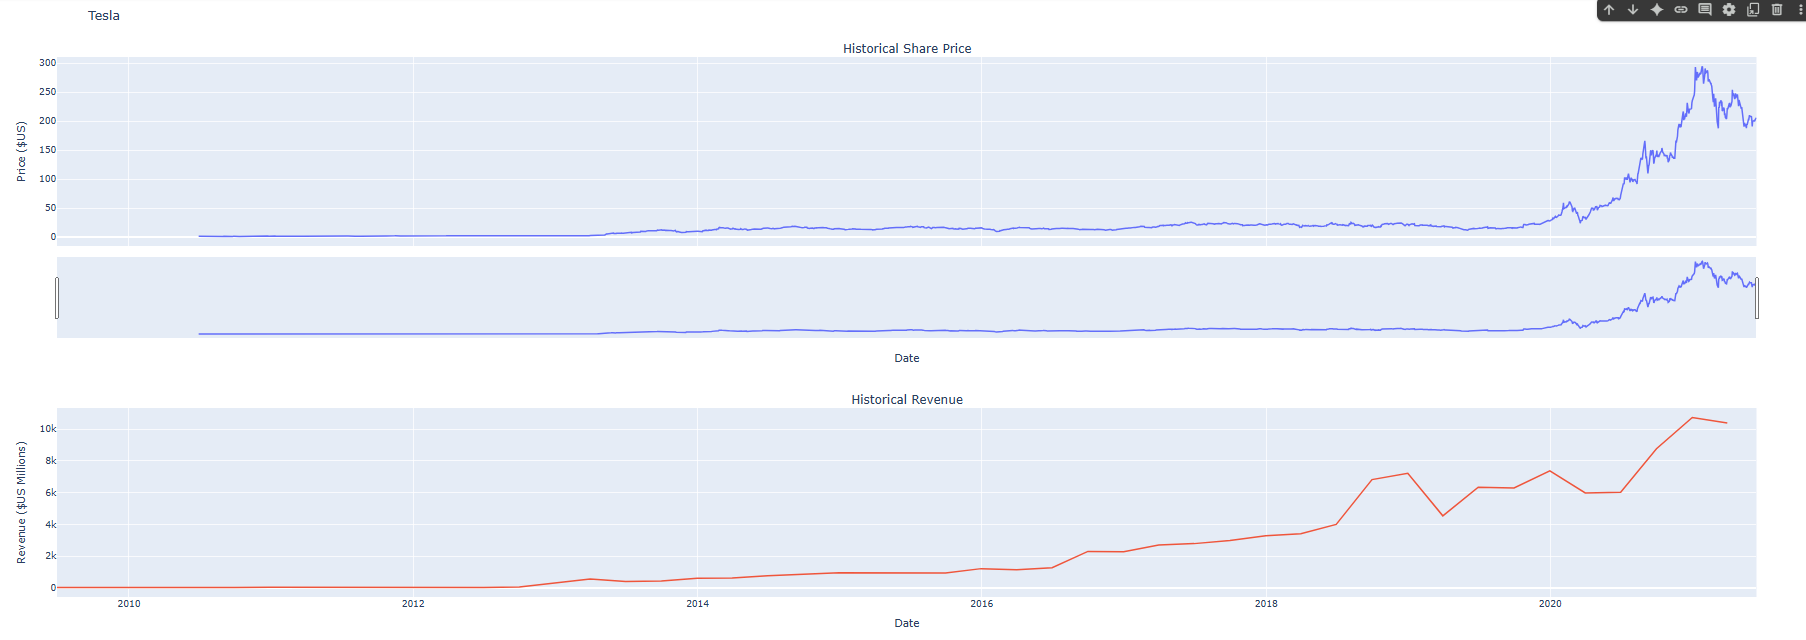 Tesla
Historical Share Price
300
250
200
150
100
50
0
Price ($US)
Date
Historical Revenue
10k
8k
6k
4k
2k
0
Revenue ($US Millions)
2010 2012 2014 2016 2018 2020
Date